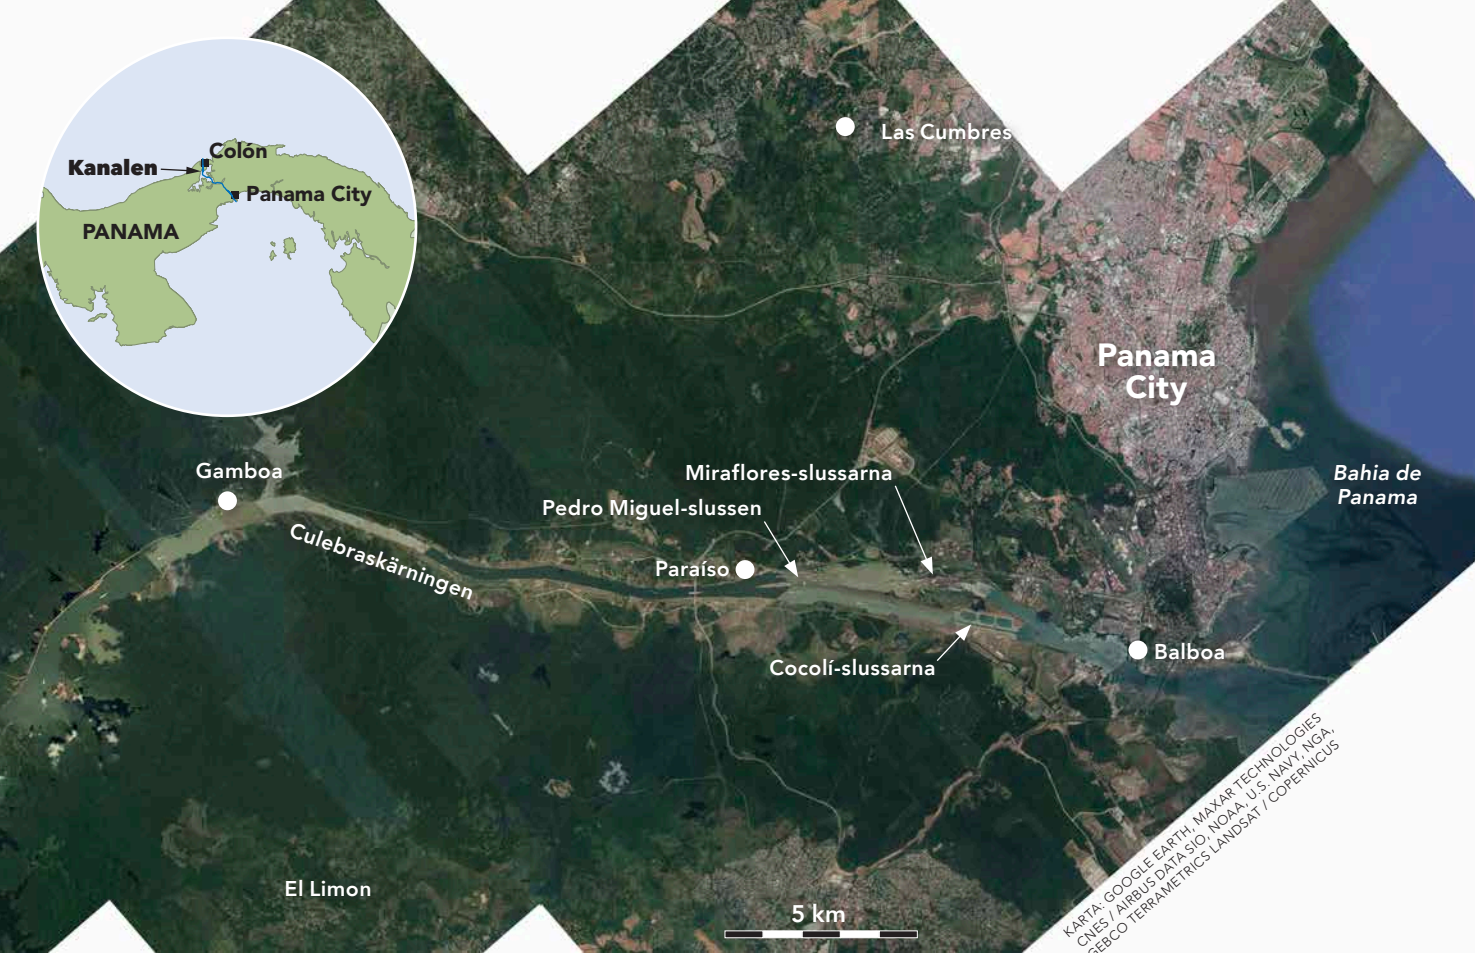 Colón
Kanalen
Panama City
PANAMA
Las Cumbres
Panama
City
Gamboa
Miraflores-slussarna
Bahia de
Panama
Pedro Miguel-slussen
Culebraskärningen
Paraíso
Balboa
Cocolí-slussarna
El Limon
5 km
KARTA: GOOGLE EARTH, MAXAR TECHNOLOGIES
CNES / AIRBUS DATA SIO, NOAA, U.S. NAVY, NGA,
GEBCO TERRAMETRICS LANDSAT / COPERNICUS